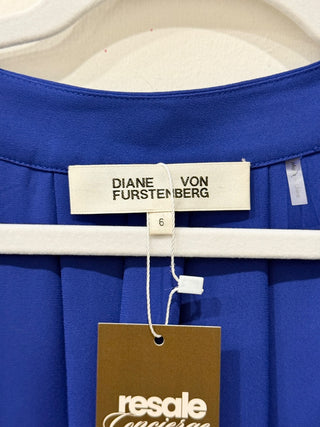 DIANE VON
FURSTENBERG
6
resale
Concierge